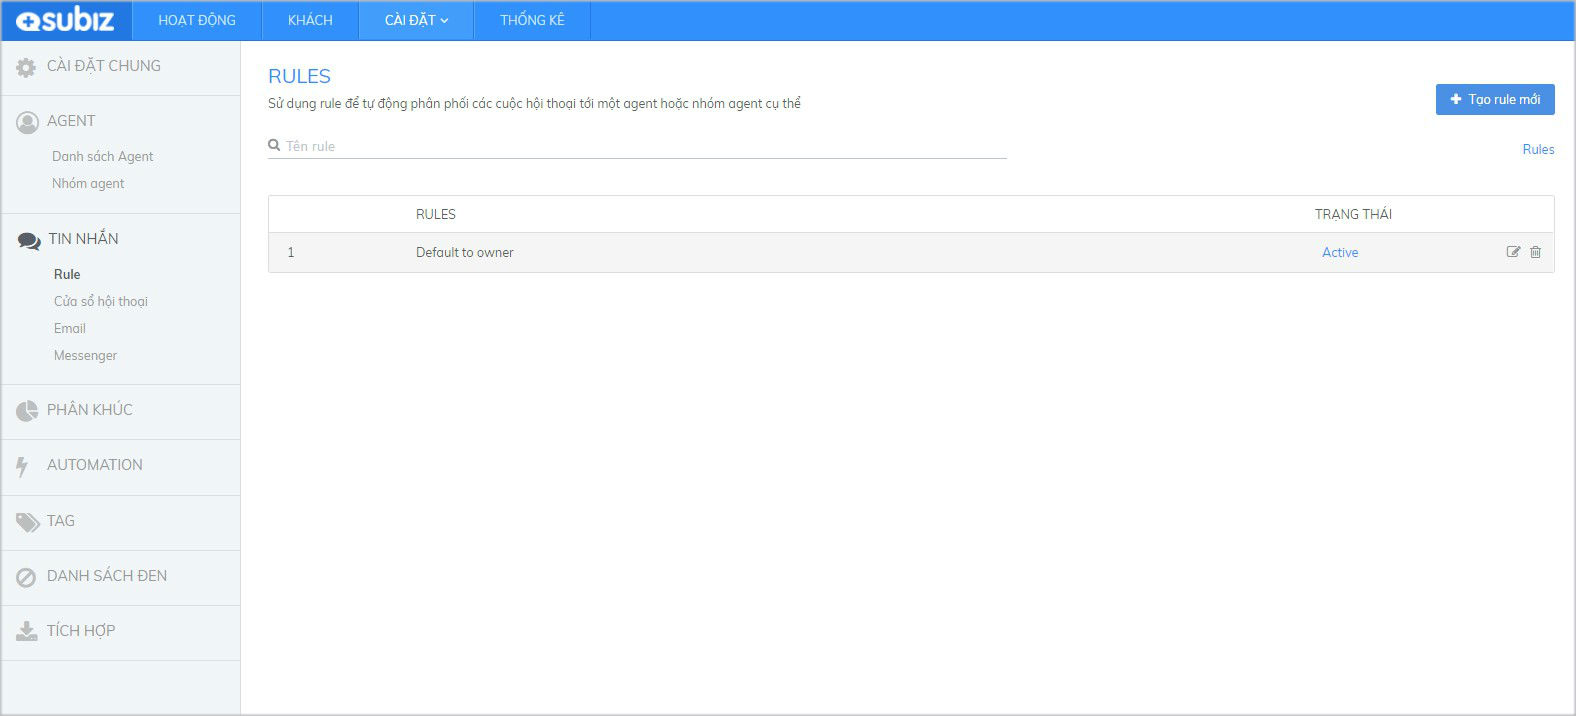 subiz
HOẠT ĐỘNG
KHÁCH
CÀI ĐẶT
THỐNG KÊ
CÀI ĐẶT CHUNG
AGENT
Danh sách Agent
Nhóm agent
TIN NHẮN
Rule
Cửa sổ hội thoại
Email
Messenger
PHÂN KHÚC
AUTOMATION
TAG
DANH SÁCH ĐEN
TÍCH HỢP
RULES
Sử dụng rule để tự động phân phối các cuộc hội thoại tới một agent hoặc nhóm agent cụ thể
Tạo rule mới
Tên rule
Rules
RULES TRẠNG THÁI
1 Default to owner Active